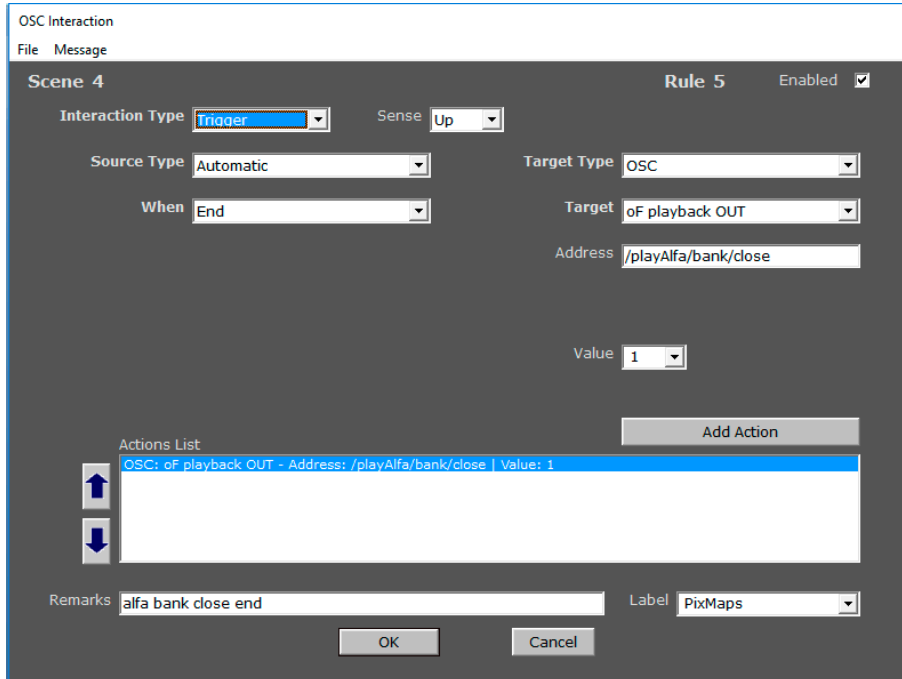 OSC Interaction
File Message
Scene 4 Rule 5 Enabled
Interaction Type Trigger Sense Up
Source Type Automatic Target Type OSC
When End Target oF playback OUT
Address /playAlfa/bank/close
Value 1
Add Action
Actions List
OSC: oF playback OUT - Address: /playAlfa/bank/close | Value: 1
Remarks alfa bank close end Label PixMaps
OK Cancel